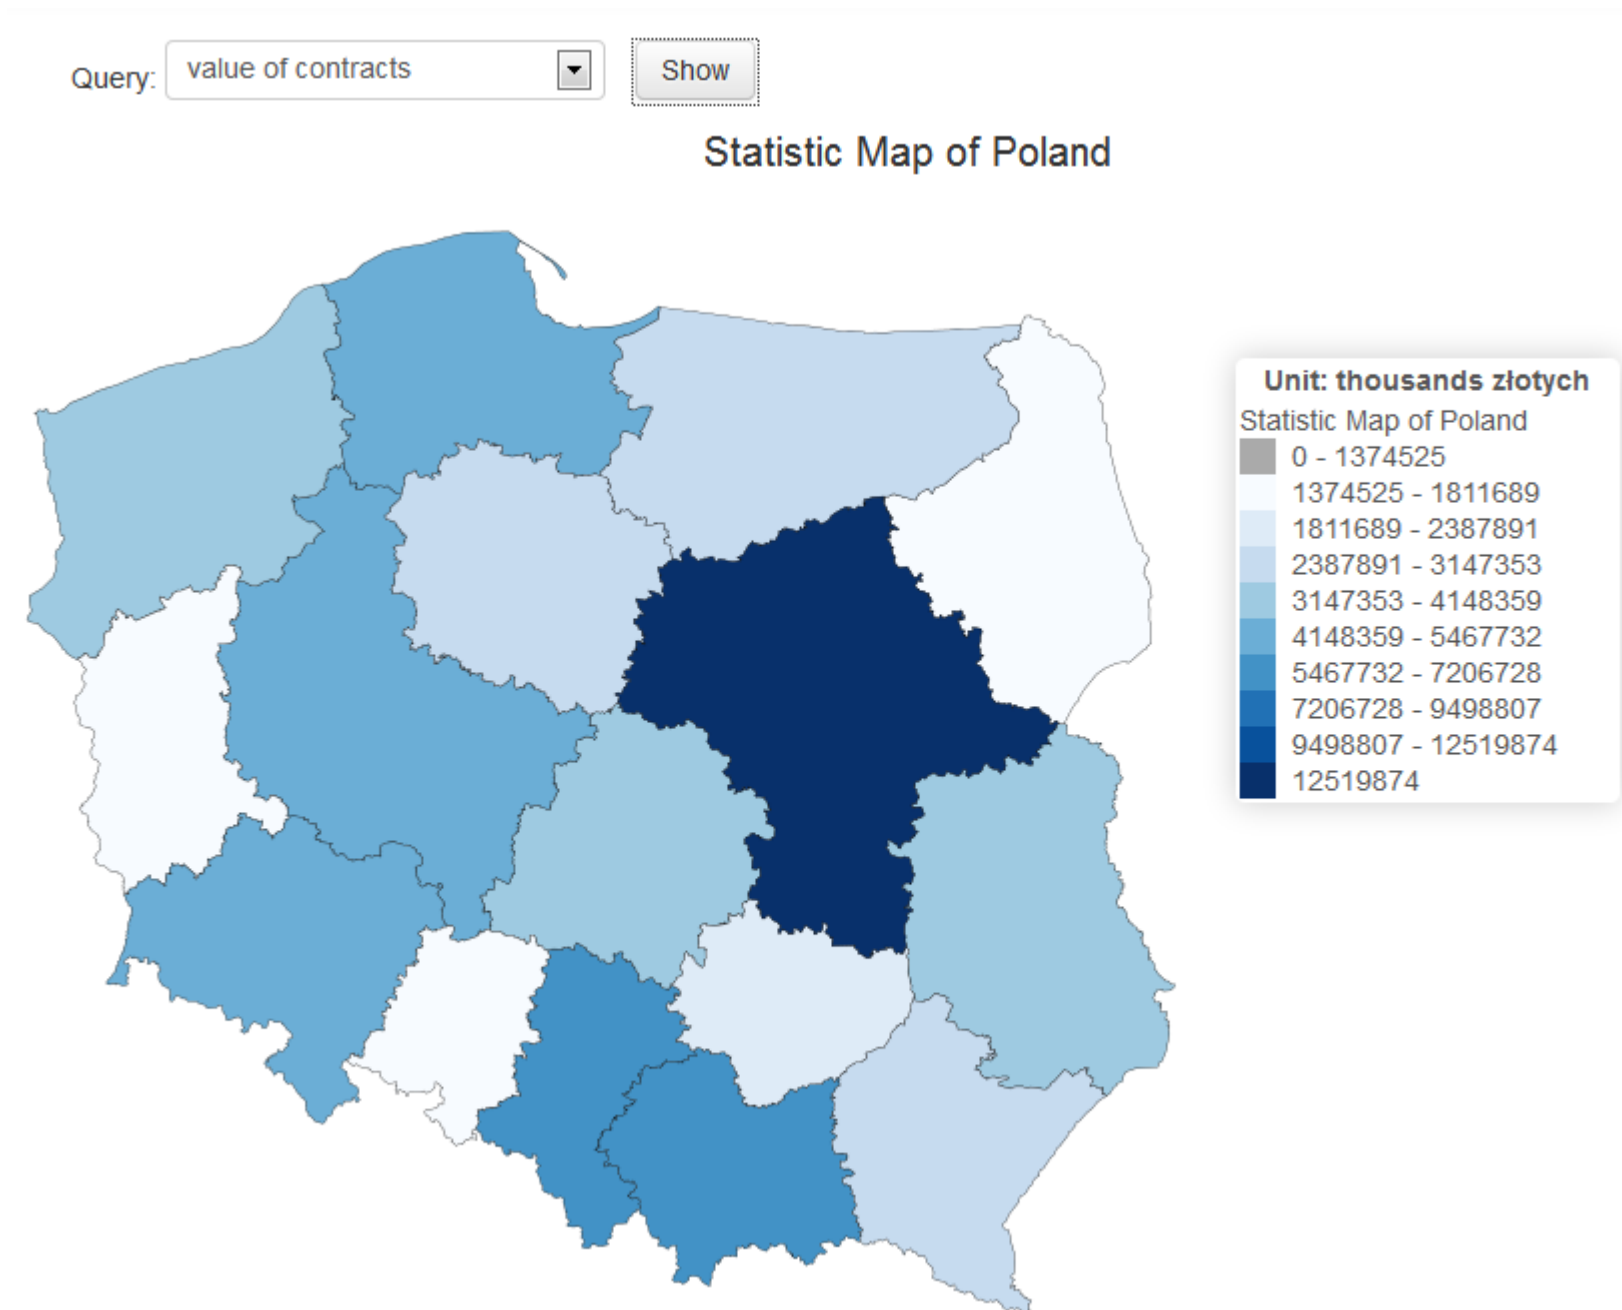 Query: value of contracts Show
Statistic Map of Poland
Unit: thousands złotych
Statistic Map of Poland
0 - 1374525
1374525 - 1811689
1811689 - 2387891
2387891 - 3147353
3147353 - 4148359
4148359 - 5467732
5467732 - 7206728
7206728 - 9498807
9498807 - 12519874
12519874